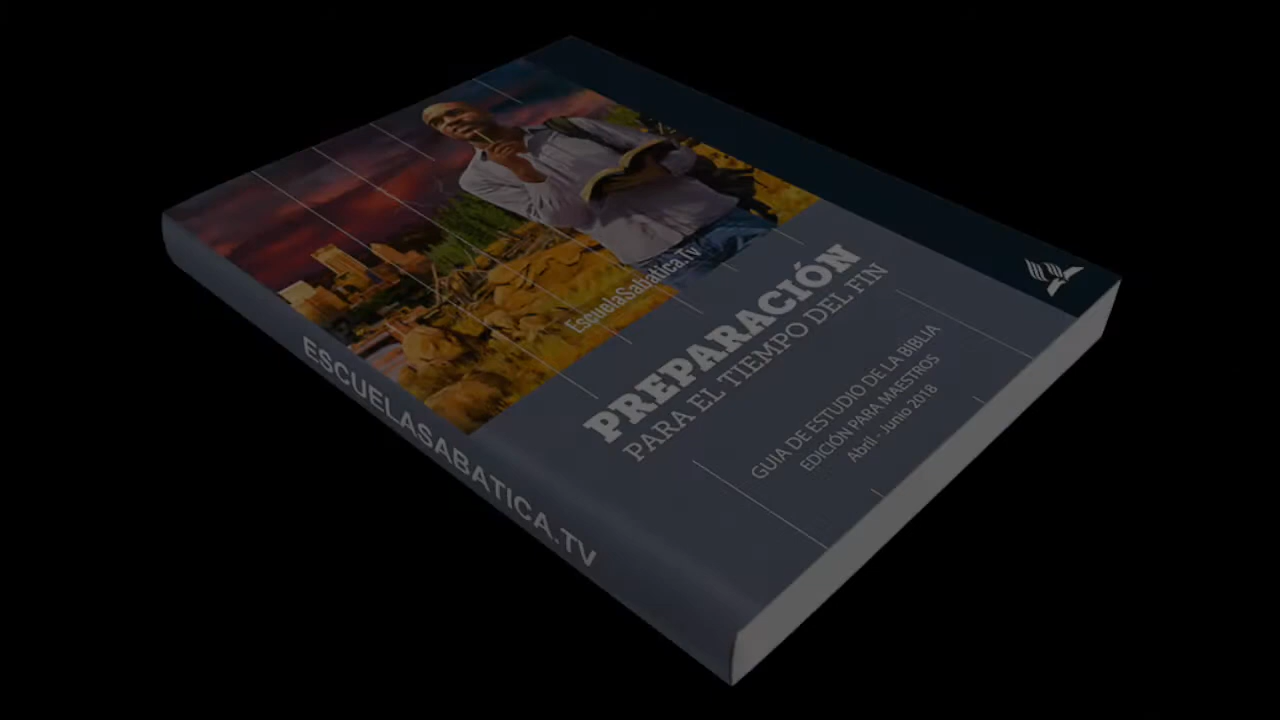 EscuelaSabatica.Tv
PREPARACIÓN
PARA EL TIEMPO DEL FIN
GUIA DE ESTUDIO DE LA BIBLIA
EDICIÓN PARA MAESTROS
Abril - Junio 2018
ESCUELASABATICA.TV